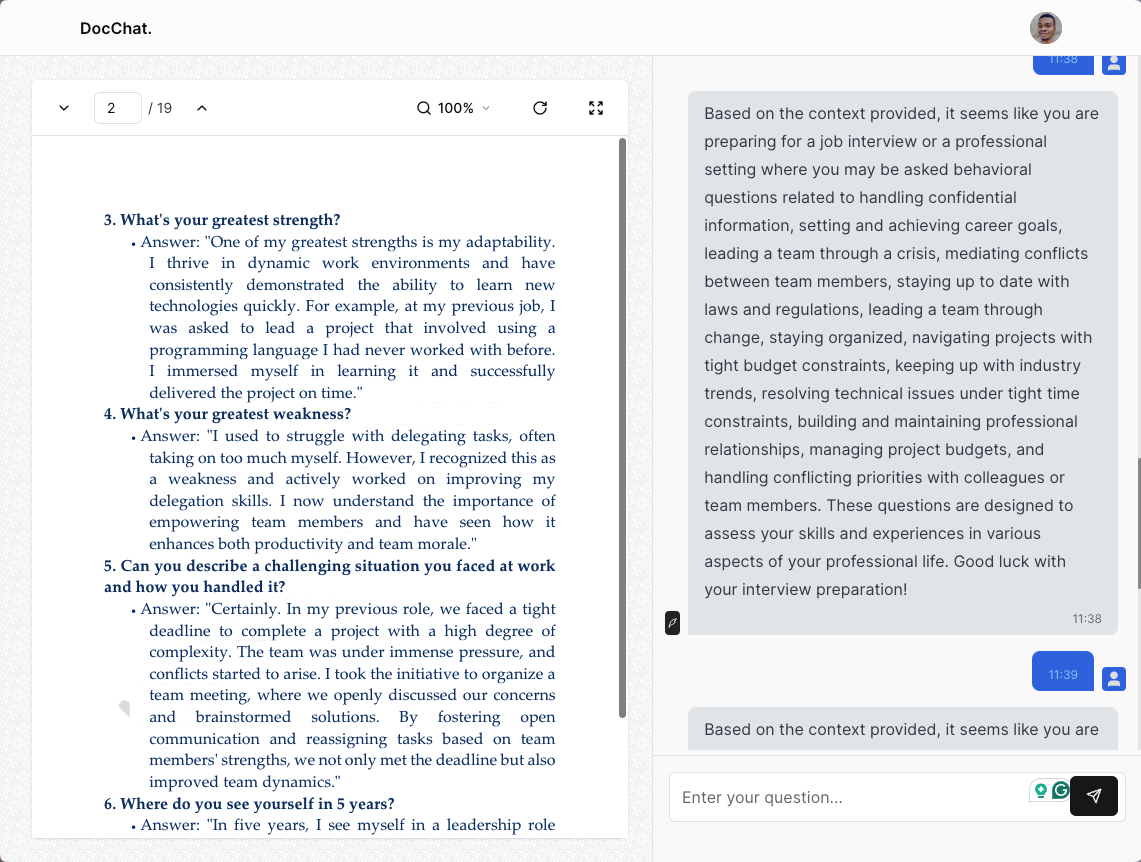 DocChat.
2 / 19
100%
3. What's your greatest strength?
• Answer: "One of my greatest strengths is my adaptability.
I thrive in dynamic work environments and have
consistently demonstrated the ability to learn new
technologies quickly. For example, at my previous job, I
was asked to lead a project that involved using a
programming language I had never worked with before.
I immersed myself in learning it and successfully
delivered the project on time."
4. What's your greatest weakness?
• Answer: "I used to struggle with delegating tasks, often
taking on too much myself. However, I recognized this as
a weakness and actively worked on improving my
delegation skills. I now understand the importance of
empowering team members and have seen how it
enhances both productivity and team morale."
5. Can you describe a challenging situation you faced at work
and how you handled it?
• Answer: "Certainly. In my previous role, we faced a tight
deadline to complete a project with a high degree of
complexity. The team was under immense pressure, and
conflicts started to arise. I took the initiative to organize a
team meeting, where we openly discussed our concerns
and brainstormed solutions. By fostering open
communication and reassigning tasks based on team
members' strengths, we not only met the deadline but also
improved team dynamics."
6. Where do you see yourself in 5 years?
• Answer: "In five years, I see myself in a leadership role
11:38
Based on the context provided, it seems like you are
preparing for a job interview or a professional
setting where you may be asked behavioral
questions related to handling confidential
information, setting and achieving career goals,
leading a team through a crisis, mediating conflicts
between team members, staying up to date with
laws and regulations, leading a team through
change, staying organized, navigating projects with
tight budget constraints, keeping up with industry
trends, resolving technical issues under tight time
constraints, building and maintaining professional
relationships, managing project budgets, and
handling conflicting priorities with colleagues or
team members. These questions are designed to
assess your skills and experiences in various
aspects of your professional life. Good luck with
your interview preparation!
11:38
11:39
Based on the context provided, it seems like you are
Enter your question...